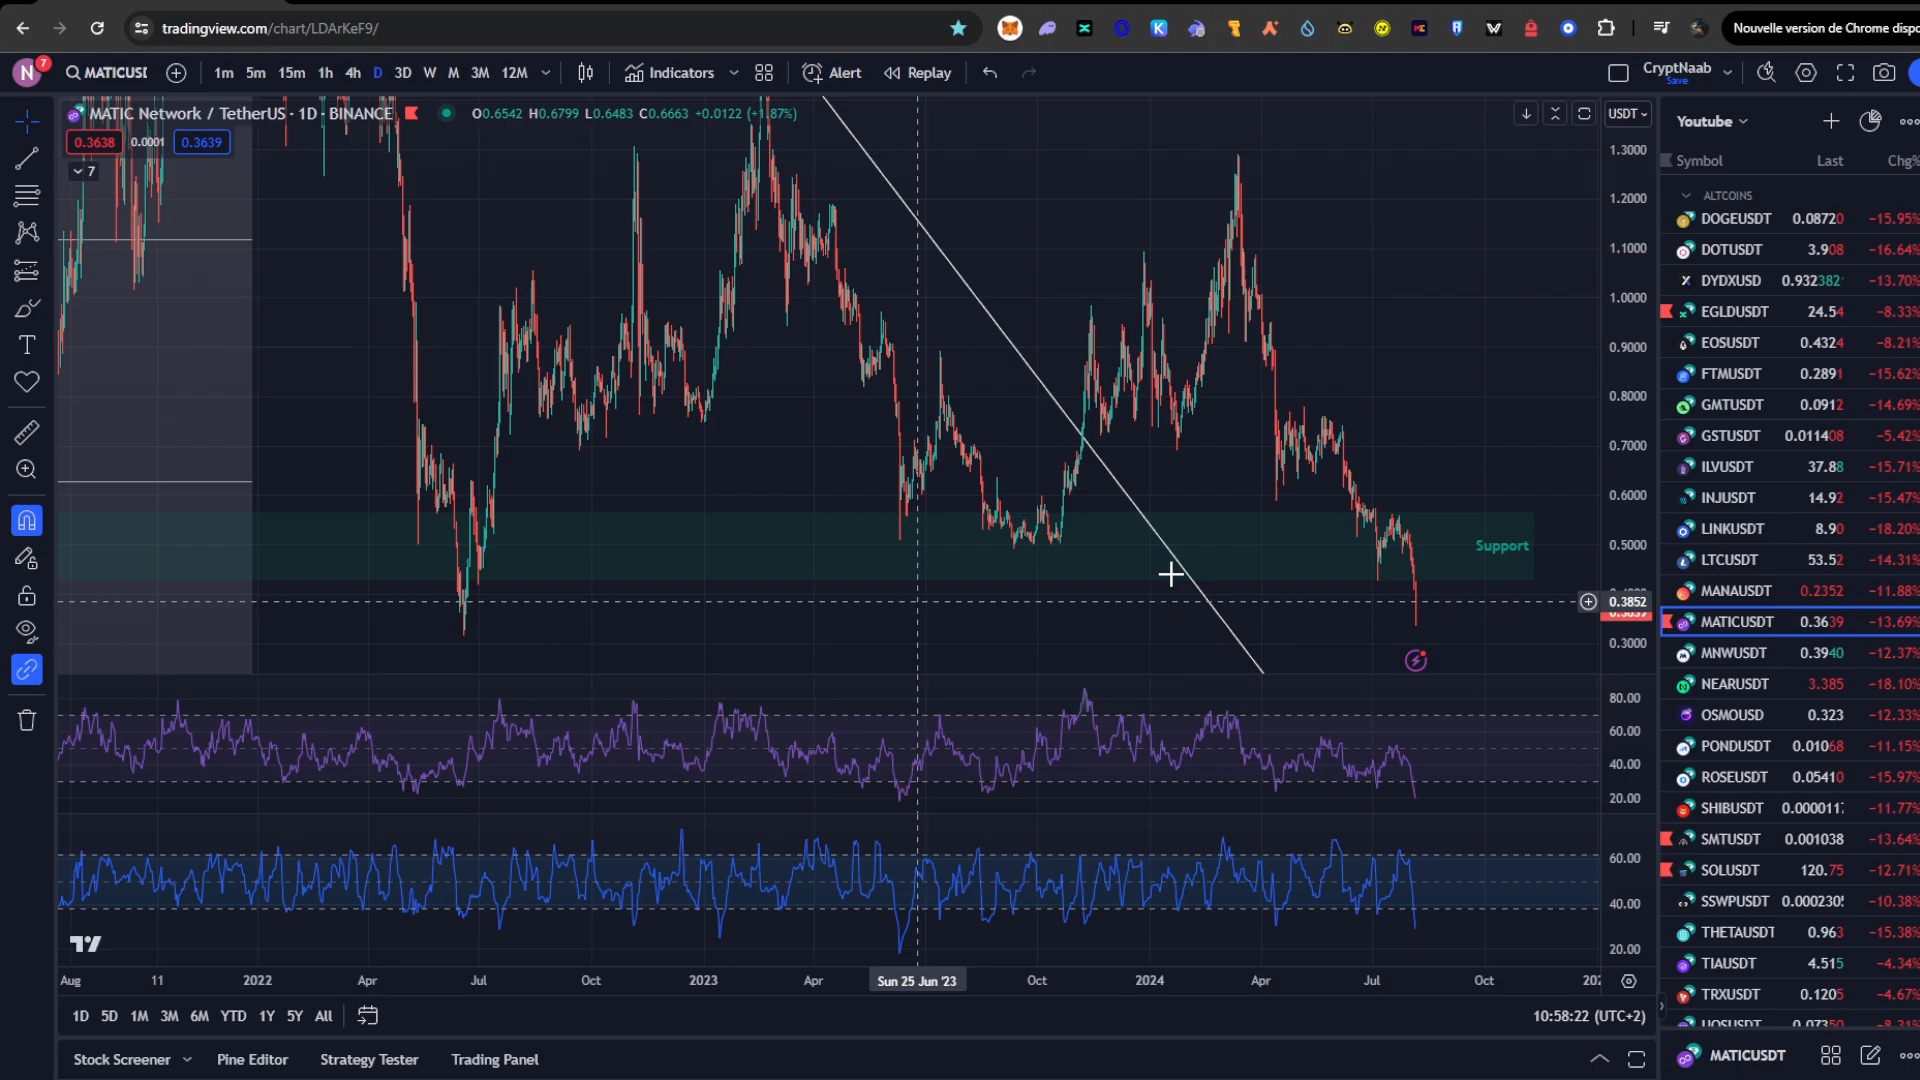 tradingview.com/chart/LDArKeF9/
Nouvelle version de Chrome dispo
N 7 MATICUSI 1m 5m 15m 1h 4h D 3D W M 3M 12M Indicators Alert Replay CryptNaab
Save
MATIC Network / TetherUS · 1D · BINANCE O0.6542 H0.6799 L0.6483 C0.6663 +0.0122 (+1.87%)
0.3638 0.0001 0.3639
7
USDT
1.3000
1.2000
1.1000
1.0000
0.9000
0.8000
0.7000
0.6000
0.5000
0.3852
0.3000
Support
80.00
60.00
40.00
20.00
60.00
40.00
20.00
Aug 11 2022 Apr Jul Oct 2023 Apr Sun 25 Jun '23 Oct 2024 Apr Jul Oct
1D 5D 1M 3M 6M YTD 1Y 5Y All 10:58:22 (UTC+2)
Stock Screener Pine Editor Strategy Tester Trading Panel
Youtube
Symbol Last Chg%
ALTCOINS
DOGEUSDT 0.08720 −15.95%
DOTUSDT 3.908 −16.64%
DYDXUSD 0.932382 −13.70%
EGLDUSDT 24.54 −8.33%
EOSUSDT 0.4324 −8.21%
FTMUSDT 0.2891 −15.62%
GMTUSDT 0.0912 −14.69%
GSTUSDT 0.011408 −5.42%
ILVUSDT 37.88 −15.71%
INJUSDT 14.92 −15.47%
LINKUSDT 8.90 −18.20%
LTCUSDT 53.52 −14.31%
MANAUSDT 0.2352 −11.88%
MATICUSDT 0.3639 −13.69%
MNWUSDT 0.3940 −12.37%
NEARUSDT 3.385 −18.10%
OSMOUSD 0.323 −12.33%
PONDUSDT 0.01068 −11.15%
ROSEUSDT 0.05410 −15.97%
SHIBUSDT 0.0000117 −11.77%
SMTUSDT 0.001038 −13.64%
SOLUSDT 120.75 −12.71%
SSWPUSDT 0.000230 −10.38%
THETAUSDT 0.963 −15.38%
TIAUSDT 4.515 −4.34%
TRXUSDT 0.1205 −4.67%
MATICUSDT